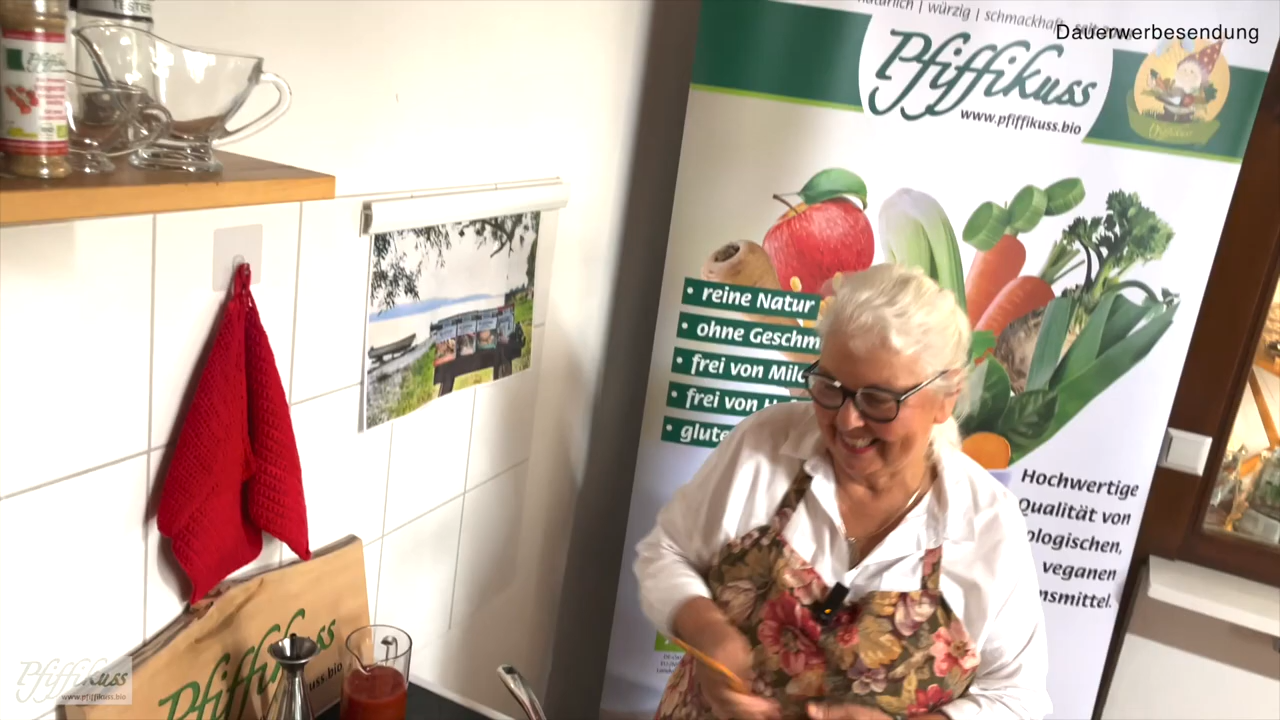 natürlich | würzig | schmackhaft
Dauerwerbesendung
TESTER
Pfiffikuss
www.pfiffikuss.bio
• reine Natur
• ohne Geschm
• frei von Milc
• frei von
• glute
Hochwertige
Qualität von
ologischen,
veganen
nsmittel.
Pfiffikuss
uss.bio
Pfiffikuss
www.pfiffikuss.bio